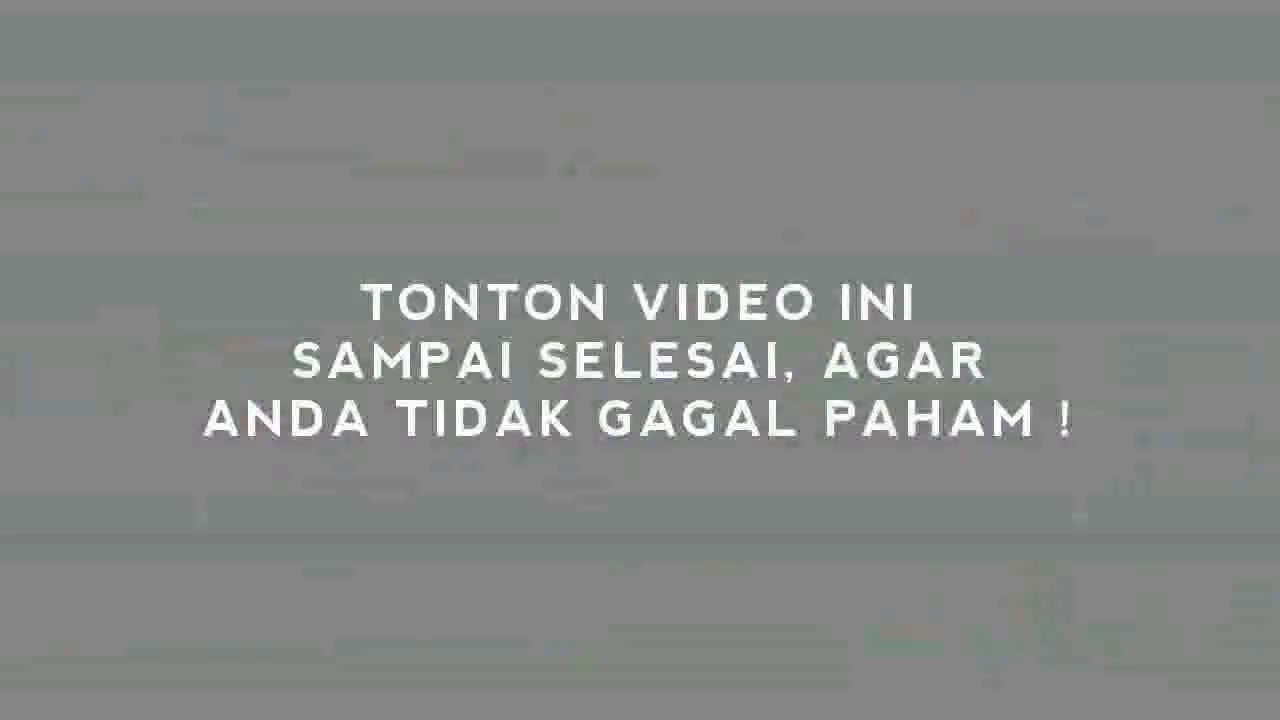 TONTON VIDEO INI
SAMPAI SELESAI, AGAR
ANDA TIDAK GAGAL PAHAM !